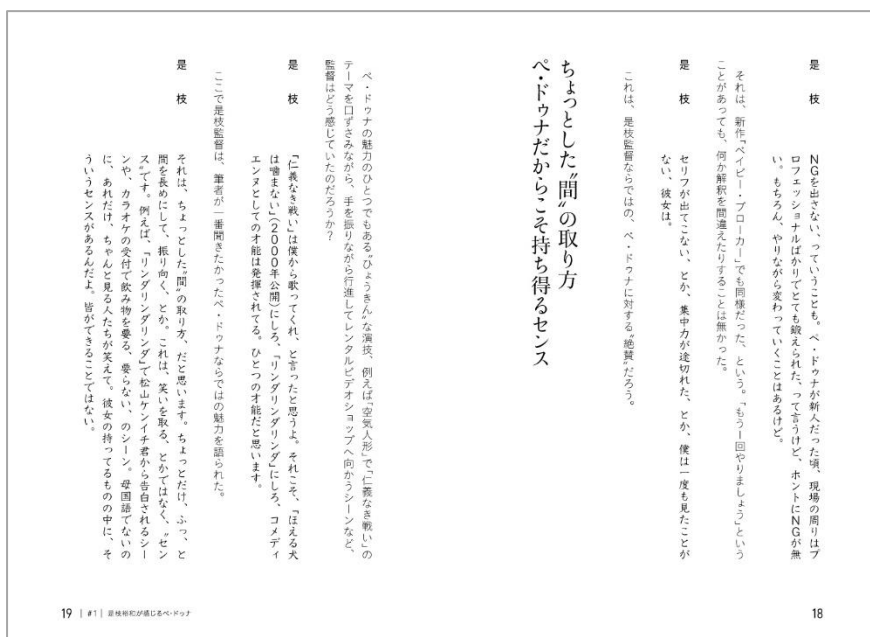 是枝
NGを出さない、っていうことも。ペ・ドゥナが新人だった頃、現場の周りはプ
ロフェッショナルばかりでとても鍛えられた、って言うけど、ホントにNGが無
い。もちろん、やりながら変わっていくことはあるけど。
それは、新作「ベイビー・ブローカー」でも同様だった、という。「もう一回やりましょう」という
ことがあっても、何か解釈を間違えたりすることは無かった。
是枝
セリフが出てこない、とか、集中力が途切れた、とか、僕は一度も見たことが
ない、彼女は。
これは、是枝監督ならではの、ペ・ドゥナに対する“絶賛”だろう。
ちょっとした“間”の取り方
ペ・ドゥナだからこそ持ち得るセンス
ペ・ドゥナの魅力のひとつでもある“ひょうきん”な演技、例えば「空気人形」で「仁義なき戦い」の
テーマを口ずさみながら、手を振りながら行進してレンタルビデオショップへ向かうシーンなど、
監督はどう感じていたのだろうか?
是枝
「仁義なき戦い」は僕から歌ってくれ、と言ったと思うよ。それこそ、「ほえる犬
は噛まない」(2000年公開)にしろ、「リンダリンダリンダ」にしろ、コメディ
エンヌとしての才能は発揮されてる。ひとつの才能だと思います。
ここで是枝監督は、筆者が一番聞きたかったペ・ドゥナならではの魅力を語られた。
是枝
それは、ちょっとした“間”の取り方、だと思います。ちょっとだけ、ふっ、と
間を長めにして、振り向く、とか。これは、笑いを取る、とかではなく、“セン
ス”です。例えば、「リンダリンダリンダ」で松山ケンイチ君から告白されるシー
ンや、カラオケの受付で飲み物を要る、要らない、のシーン。母国語でないの
に、あれだけ、ちゃんと見る人たちが笑えて。彼女の持ってるものの中に、そ
ういうセンスがあるんだよ。皆ができることではない。
18
19 | #1 | 是枝裕和が感じるペ・ドゥナ